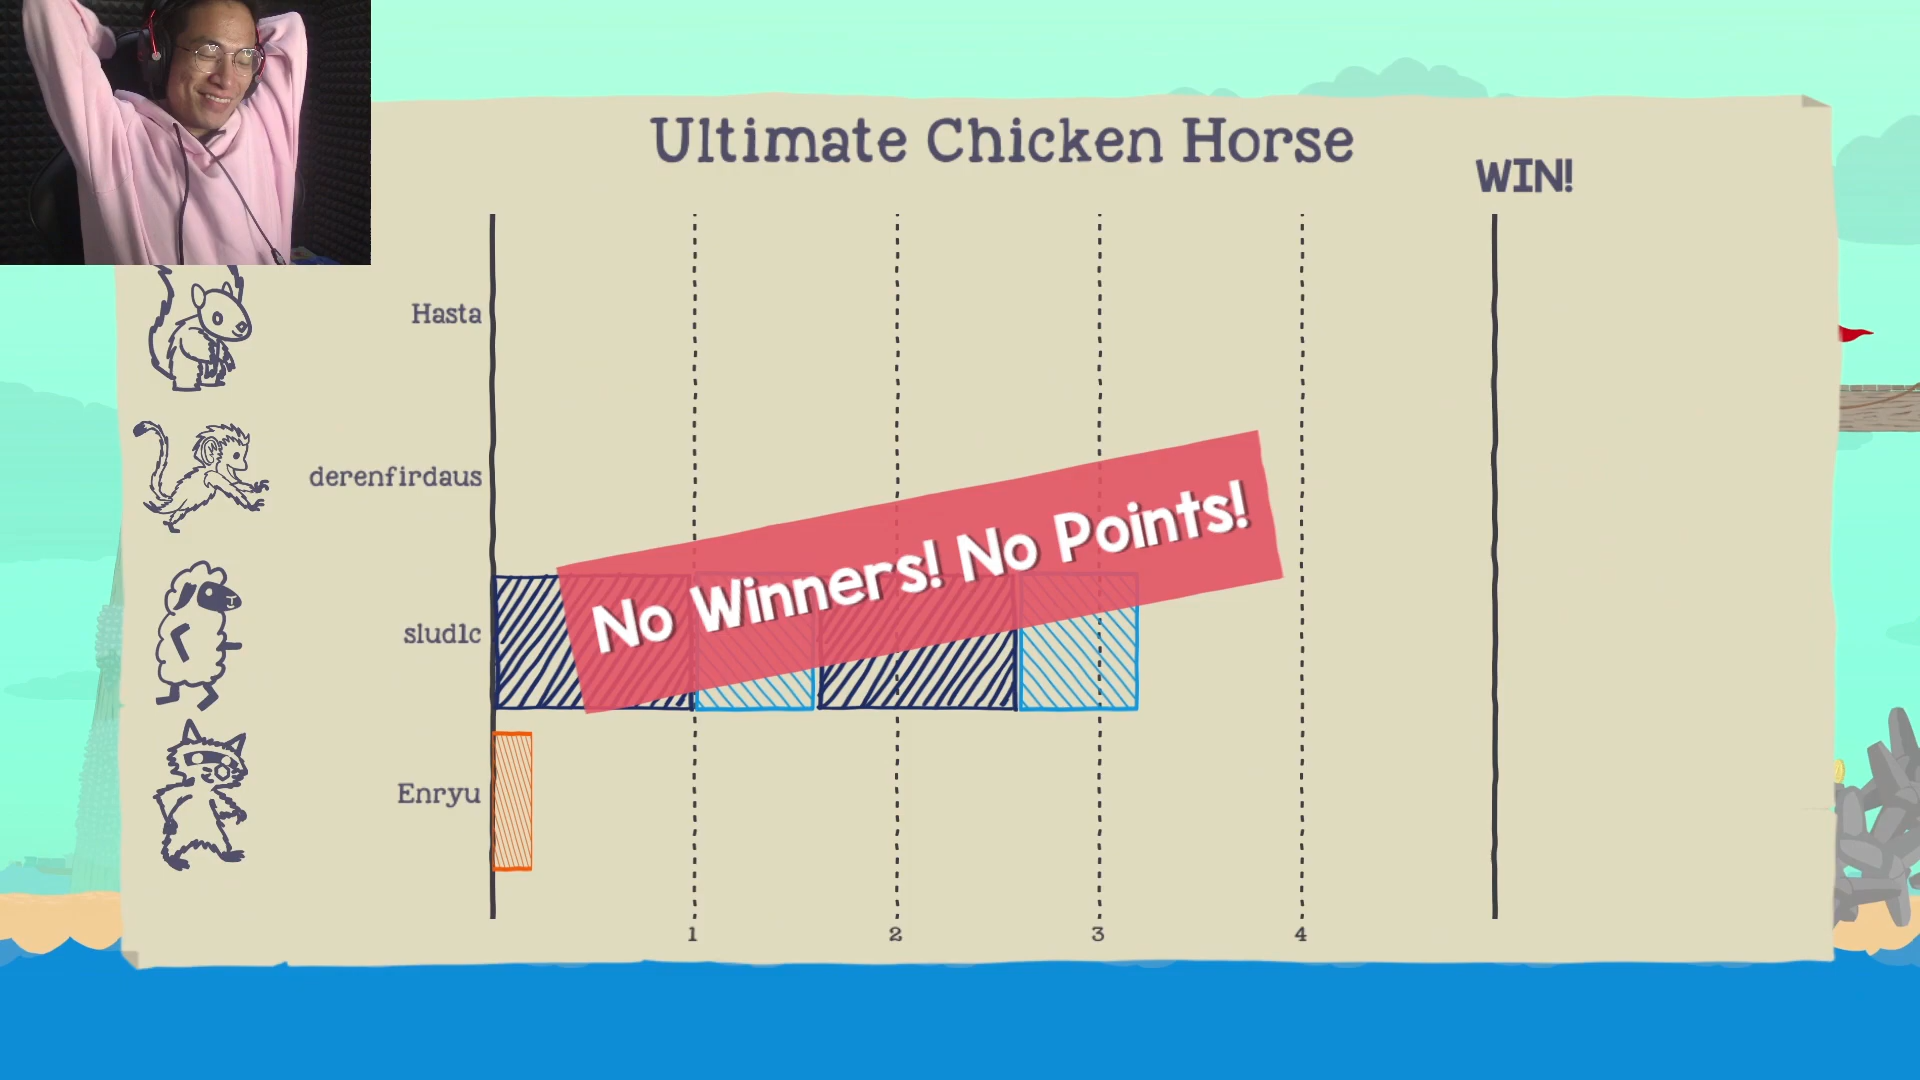 Ultimate Chicken Horse
WIN!
Hasta
derenfirdaus
No Winners! No Points!
sludlc
Enryu
1 2 3 4